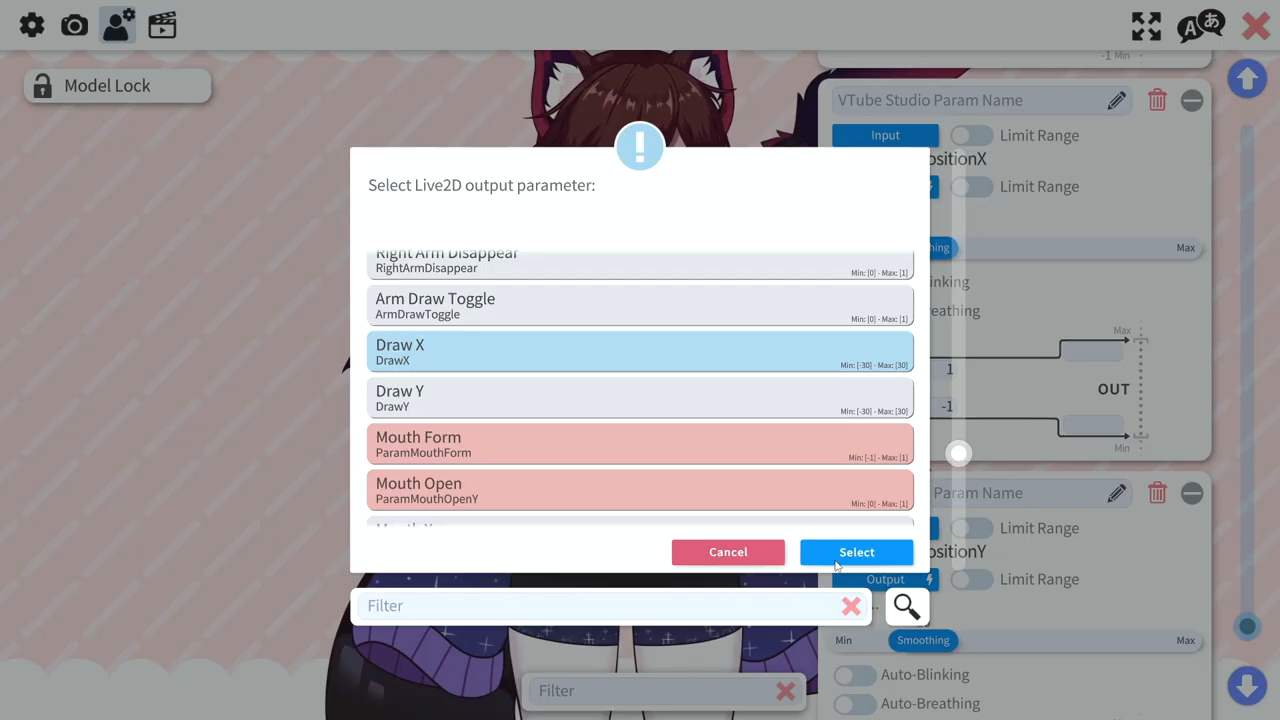 Model Lock
-1 Min
VTube Studio Param Name
Input
Limit Range
ositionX
Limit Range
hing
Max
nking
eathing
Max
1
OUT
-1
Min
Param Name
Limit Range
ositionY
Output
Limit Range
Min
Smoothing
Max
Auto-Blinking
Auto-Breathing
Select Live2D output parameter:
Right Arm Disappear
RightArmDisappear
Min: [0] - Max: [1]
Arm Draw Toggle
ArmDrawToggle
Min: [0] - Max: [1]
Draw X
DrawX
Min: [-30] - Max: [30]
Draw Y
DrawY
Min: [-30] - Max: [30]
Mouth Form
ParamMouthForm
Min: [-1] - Max: [1]
Mouth Open
ParamMouthOpenY
Min: [0] - Max: [1]
Cancel
Select
Filter
Filter